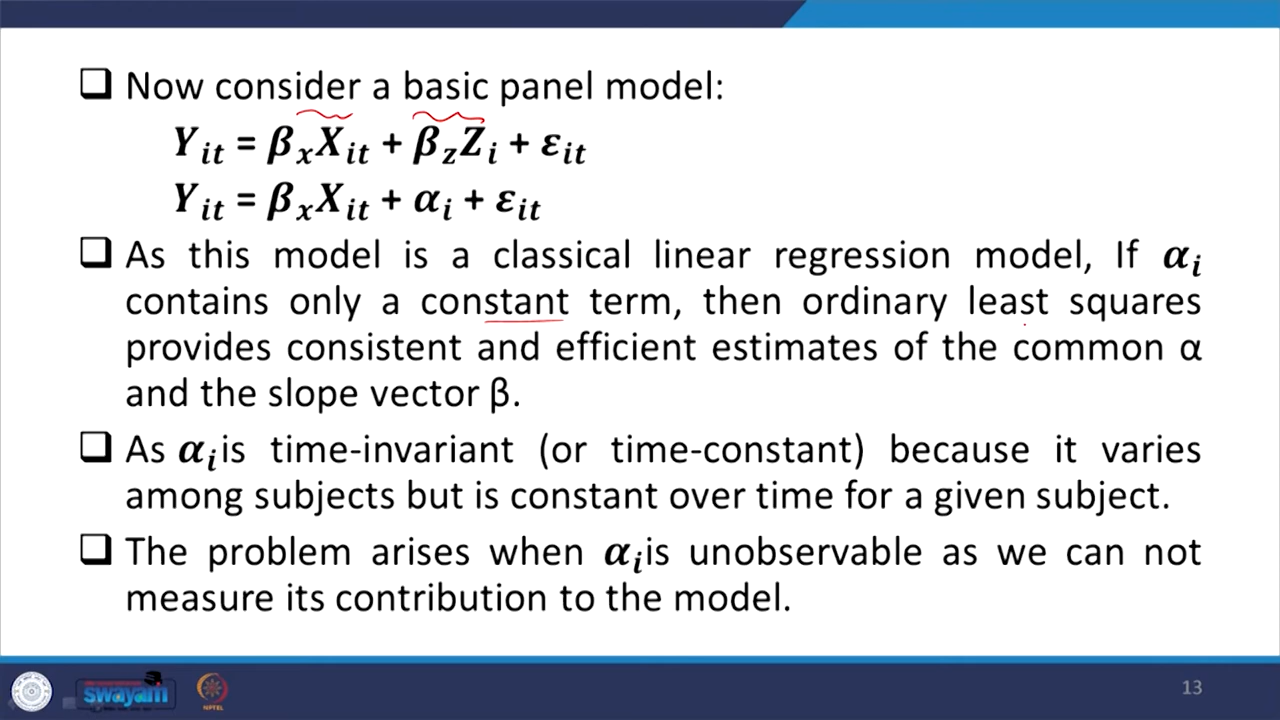 ❑ Now consider a basic panel model:
Yit = βxXit + βzZi + εit
Yit = βxXit + αi + εit
❑ As this model is a classical linear regression model, If αi
contains only a constant term, then ordinary least squares
provides consistent and efficient estimates of the common α
and the slope vector β.
❑ As αi is time-invariant (or time-constant) because it varies
among subjects but is constant over time for a given subject.
❑ The problem arises when αi is unobservable as we can not
measure its contribution to the model.
swayam
NPTEL
13